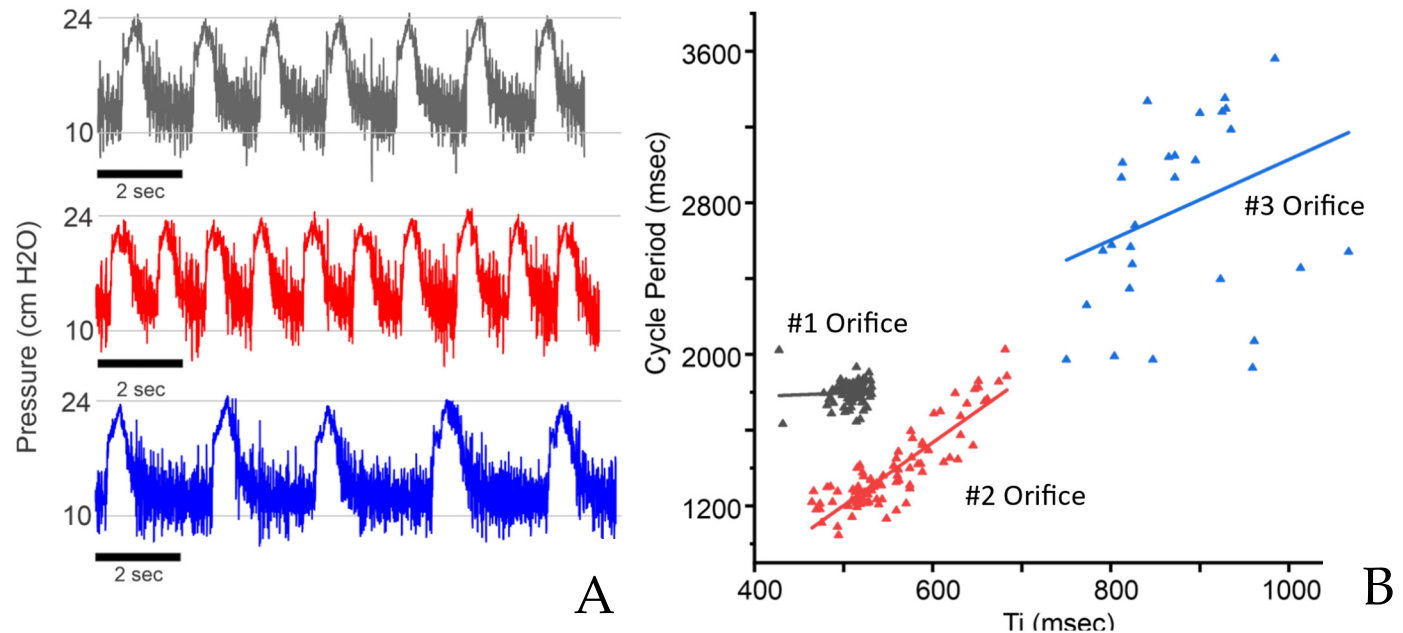 Pressure (cm H2O)
24
10
2 sec
24
10
2 sec
24
10
2 sec
A
Cycle Period (msec)
3600
2800
2000
1200
#1 Orifice
#2 Orifice
#3 Orifice
400
600
800
1000
Ti (msec)
B